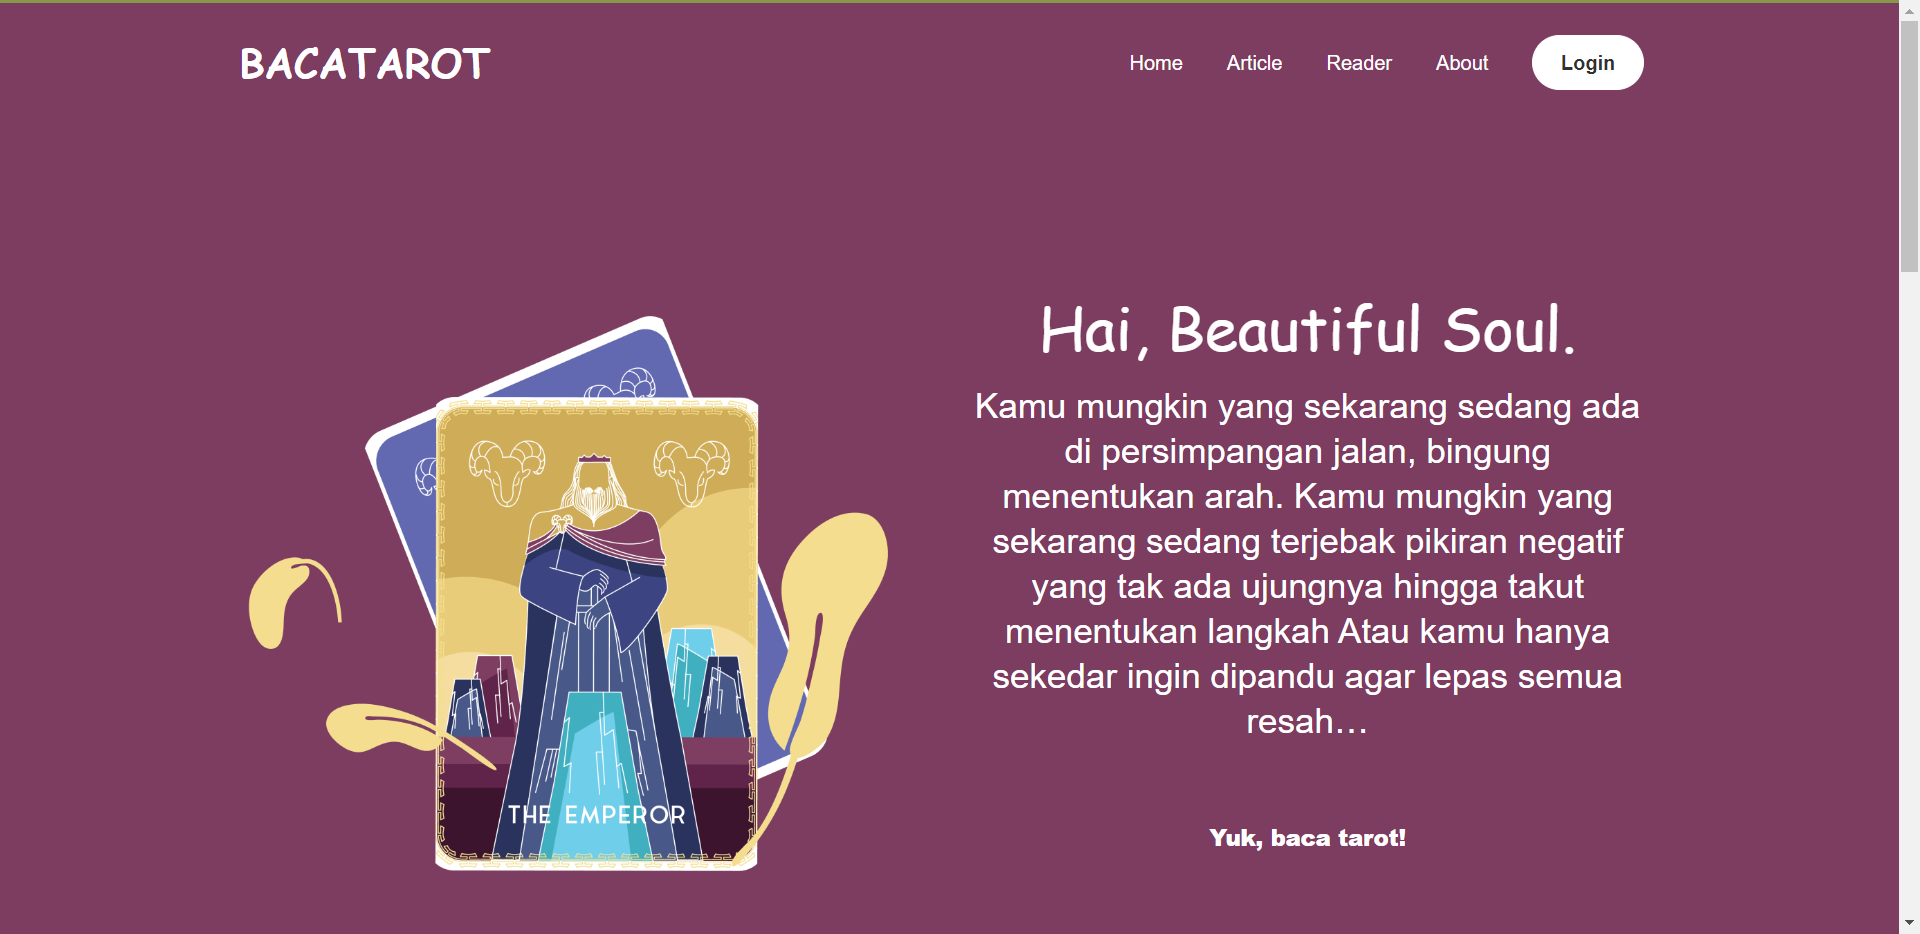 BACATAROT
Home
Article
Reader
About
Login
Hai, Beautiful Soul.
Kamu mungkin yang sekarang sedang ada
di persimpangan jalan, bingung
menentukan arah. Kamu mungkin yang
sekarang sedang terjebak pikiran negatif
yang tak ada ujungnya hingga takut
menentukan langkah Atau kamu hanya
sekedar ingin dipandu agar lepas semua
resah…
Yuk, baca tarot!
THE EMPEROR